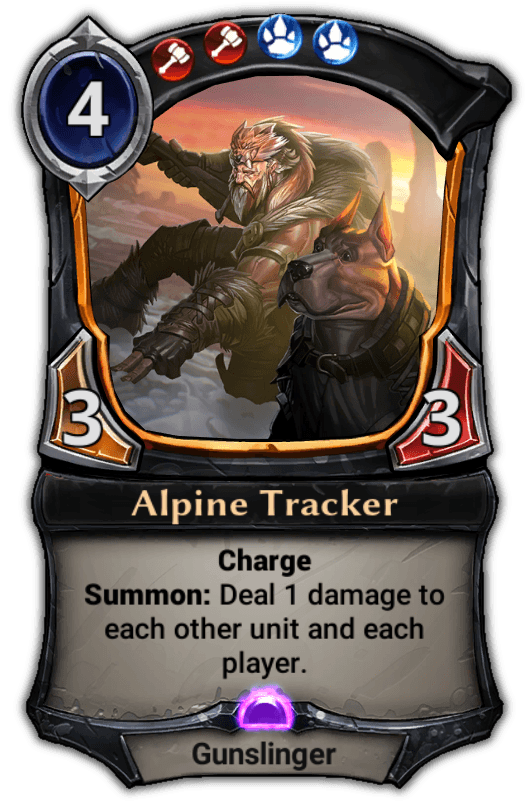 4
3
3
Alpine Tracker
Charge
Summon: Deal 1 damage to
each other unit and each
player.
Gunslinger